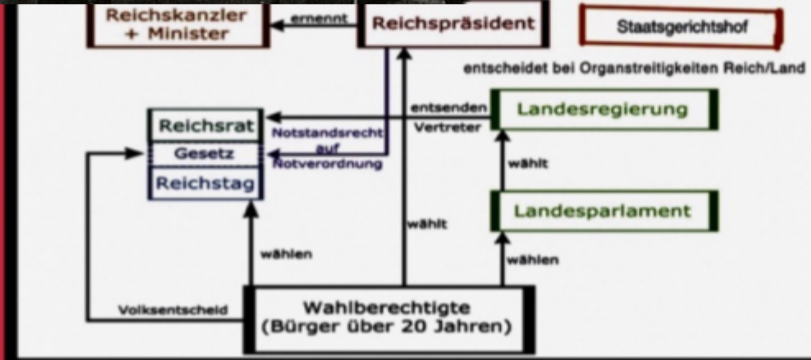 Reichskanzler
+ Minister
ernennt
Reichspräsident
Staatsgerichtshof
entscheidet bei Organstreitigkeiten Reich/Land
Reichsrat
Gesetz
Reichstag
Notstandsrecht
auf
Notverordnung
entsenden
Vertreter
Landesregierung
wählt
Landesparlament
wählen
wählt
wählen
Volksentscheid
Wahlberechtigte
(Bürger über 20 Jahren)